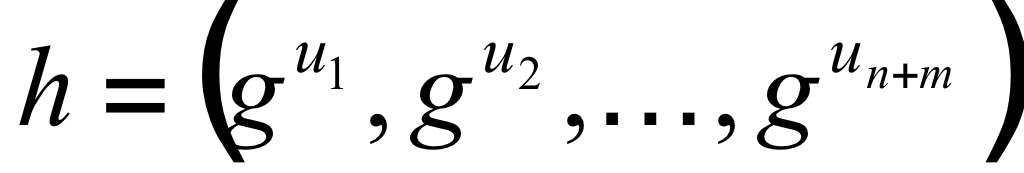 h = (g^{u_1}, g^{u_2}, ..., g^{u_{n+m}})